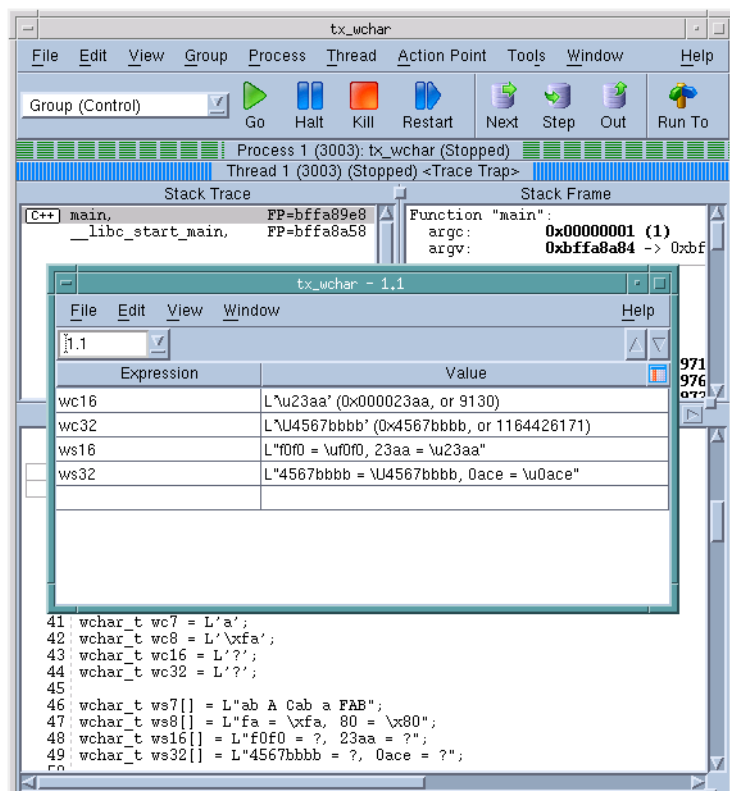 tx_wchar
File Edit View Group Process Thread Action Point Tools Window Help
Group (Control)
Go Halt Kill Restart Next Step Out Run To
Process 1 (3003): tx_wchar (Stopped)
Thread 1 (3003) (Stopped) <Trace Trap>
Stack Trace Stack Frame
C++ main, FP=bffa89e8 Function "main":
__libc_start_main, FP=bffa8a58 argc: 0x00000001 (1)
argv: 0xbffa8a84 -> 0xbf
tx_wchar - 1.1
File Edit View Window Help
1.1
971
Expression Value
976
wc16 L'\u23aa' (0x000023aa, or 9130)
wc32 L'\U4567bbbb' (0x4567bbbb, or 1164426171)
ws16 L"f0f0 = \uf0f0, 23aa = \u23aa"
ws32 L"4567bbbb = \U4567bbbb, 0ace = \u0ace"
41 wchar_t wc7 = L'a';
42 wchar_t wc8 = L'\xfa';
43 wchar_t wc16 = L'?';
44 wchar_t wc32 = L'?';
45
46 wchar_t ws7[] = L"ab A Cab a FAB";
47 wchar_t ws8[] = L"fa = \xfa, 80 = \x80";
48 wchar_t ws16[] = L"f0f0 = ?, 23aa = ?";
49 wchar_t ws32[] = L"4567bbbb = ?, 0ace = ?";